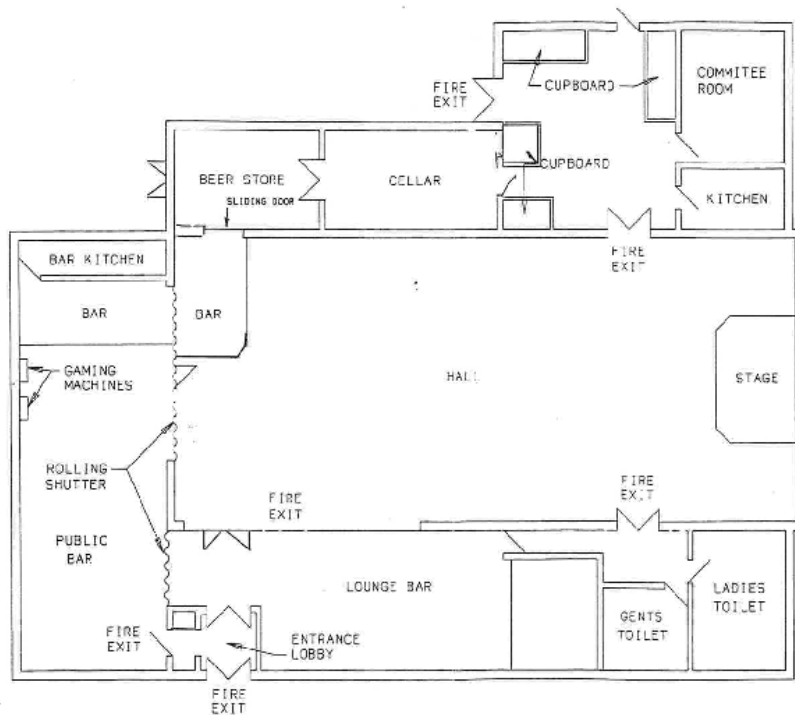 FIRE
EXIT
CUPBOARD
COMMITEE
ROOM
BEER STORE
CELLAR
CUPBOARD
SLIDING DOOR
KITCHEN
FIRE
EXIT
BAR KITCHEN
BAR
BAR
GAMING
MACHINES
HALL
STAGE
ROLLING
SHUTTER
FIRE
EXIT
FIRE
EXIT
PUBLIC
BAR
LOUNGE BAR
LADIES
TOILET
GENTS
TOILET
FIRE
EXIT
ENTRANCE
LOBBY
FIRE
EXIT